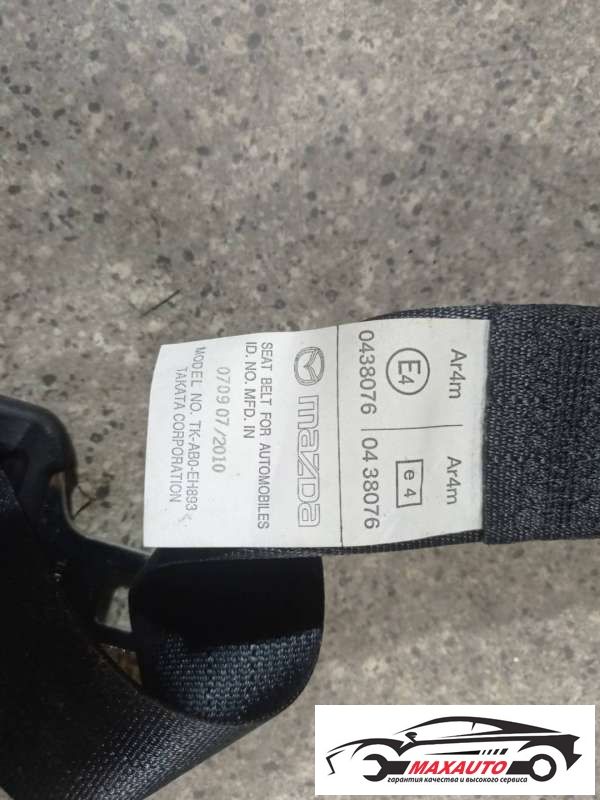 Ar4m Ar4m
E4 e4
0438076 04 38076
mazda
SEAT BELT FOR AUTOMOBILES
ID. NO. MFD. IN
0709 07/2010
MODEL NO. TK-AB0-EH893
TAKATA CORPORATION
MAXAUTO
гарантия качества и высокого сервиса